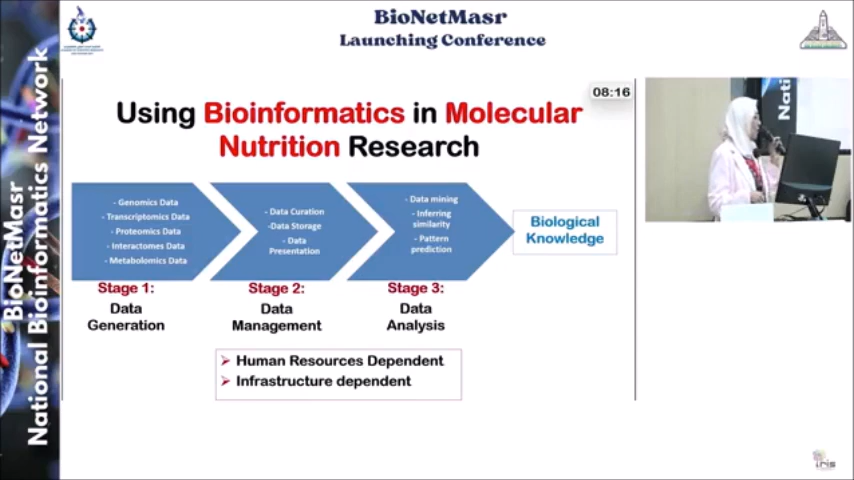 BioNetMasr
Launching Conference
BioNetMasr
National Bioinformatics Network
08:16
Using Bioinformatics in Molecular
Nutrition Research
- Genomics Data
- Transcriptomics Data
- Proteomics Data
- Interactomes Data
- Metabolomics Data
- Data Curation
-Data Storage
- Data
Presentation
- Data mining
- Inferring
similarity
- Pattern
prediction
Biological
Knowledge
Stage 1:
Data
Generation
Stage 2:
Data
Management
Stage 3:
Data
Analysis
➢ Human Resources Dependent
➢ Infrastructure dependent
Nati
iris